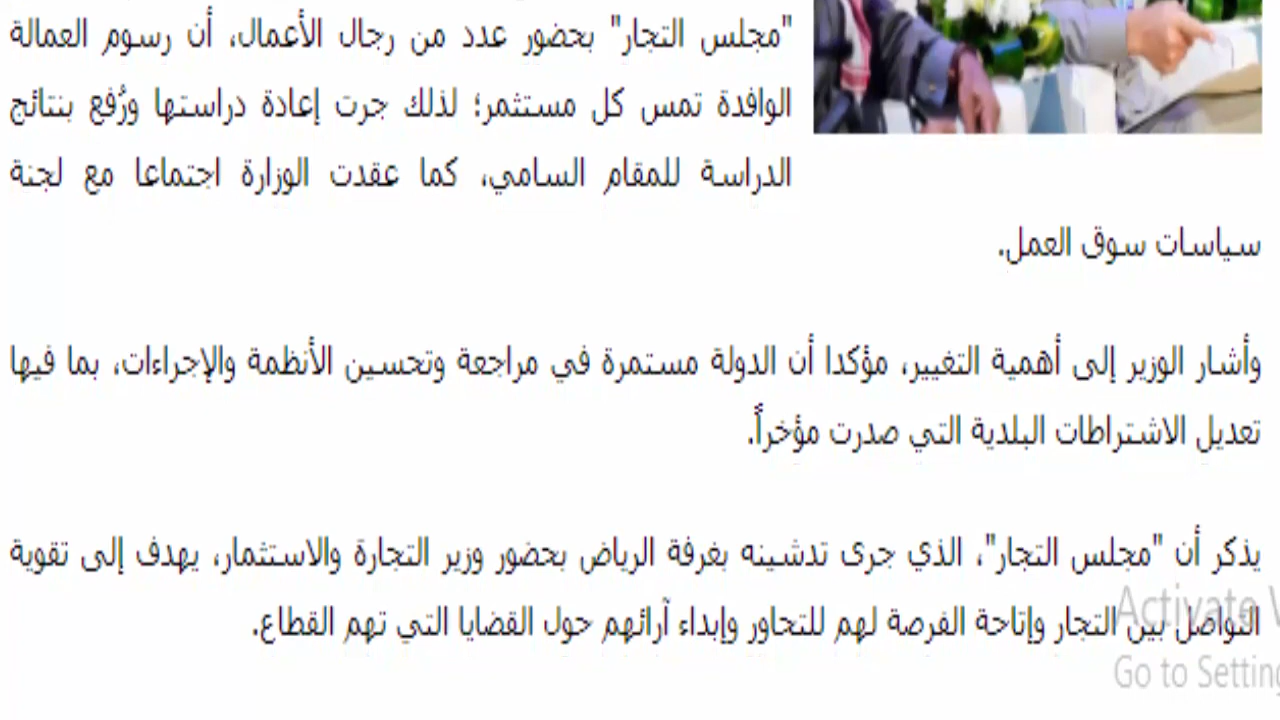 "مجلس التجار" بحضور عدد من رجال الأعمال، أن رسوم العمالة
الوافدة تمس كل مستثمر؛ لذلك جرت إعادة دراستها ورُفع بنتائج
الدراسة للمقام السامي، كما عقدت الوزارة اجتماعا مع لجنة
سياسات سوق العمل.
وأشار الوزير إلى أهمية التغيير، مؤكدا أن الدولة مستمرة في مراجعة وتحسين الأنظمة والإجراءات، بما فيها
تعديل الاشتراطات البلدية التي صدرت مؤخراً.
يذكر أن "مجلس التجار"، الذي جرى تدشينه بغرفة الرياض بحضور وزير التجارة والاستثمار، يهدف إلى تقوية
التواصل بين التجار وإتاحة الفرصة لهم للتحاور وإبداء آرائهم حول القضايا التي تهم القطاع.
Activate
Go to